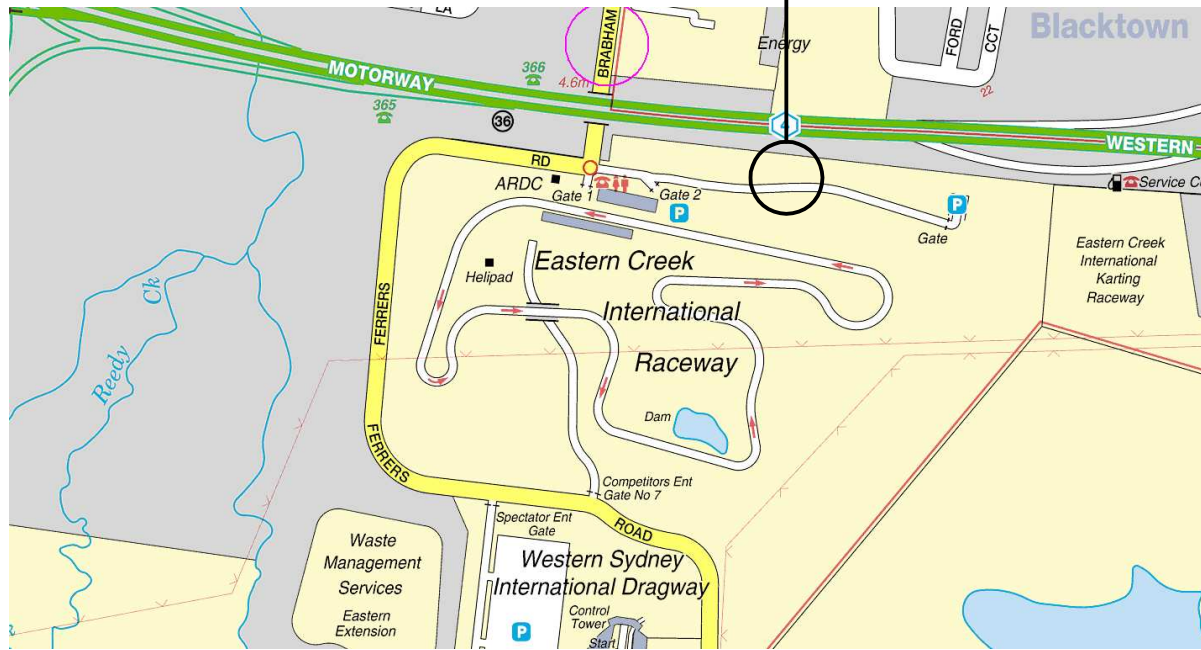 LA
BRABHAM
Energy
FORD
CCT
Blacktown
22
366
4.6m
MOTORWAY
365
36
4
WESTERN
RD
ARDC
Gate 1
Gate 2
P
P
Service C
Gate
Eastern Creek
International
Karting
Raceway
Helipad
Eastern Creek
International
Raceway
Reedy
Ck
FERRERS
Dam
FERRERS
Competitors Ent
Gate No 7
ROAD
Spectator Ent
Gate
Waste
Management
Services
Eastern
Extension
Western Sydney
International Dragway
Control
Tower
Start
P